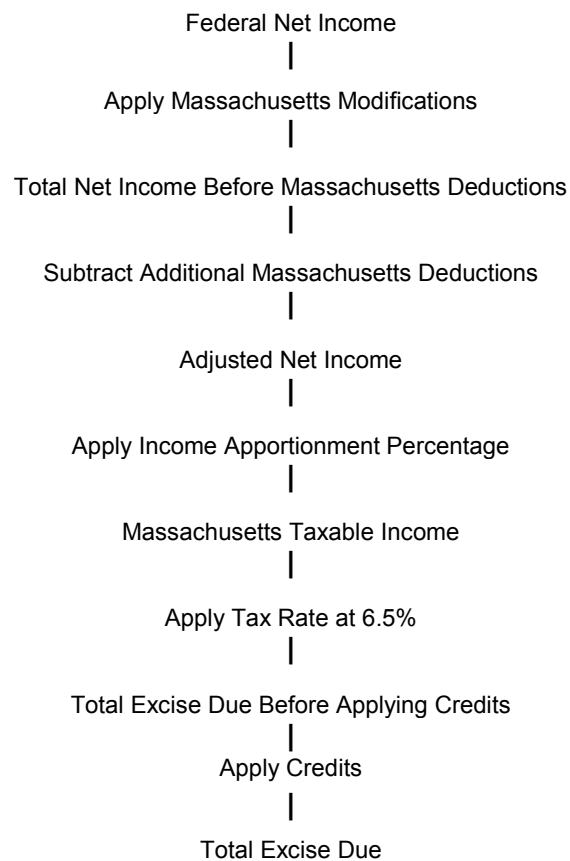 Federal Net Income
Apply Massachusetts Modifications
Total Net Income Before Massachusetts Deductions
Subtract Additional Massachusetts Deductions
Adjusted Net Income
Apply Income Apportionment Percentage
Massachusetts Taxable Income
Apply Tax Rate at 6.5%
Total Excise Due Before Applying Credits
Apply Credits
Total Excise Due